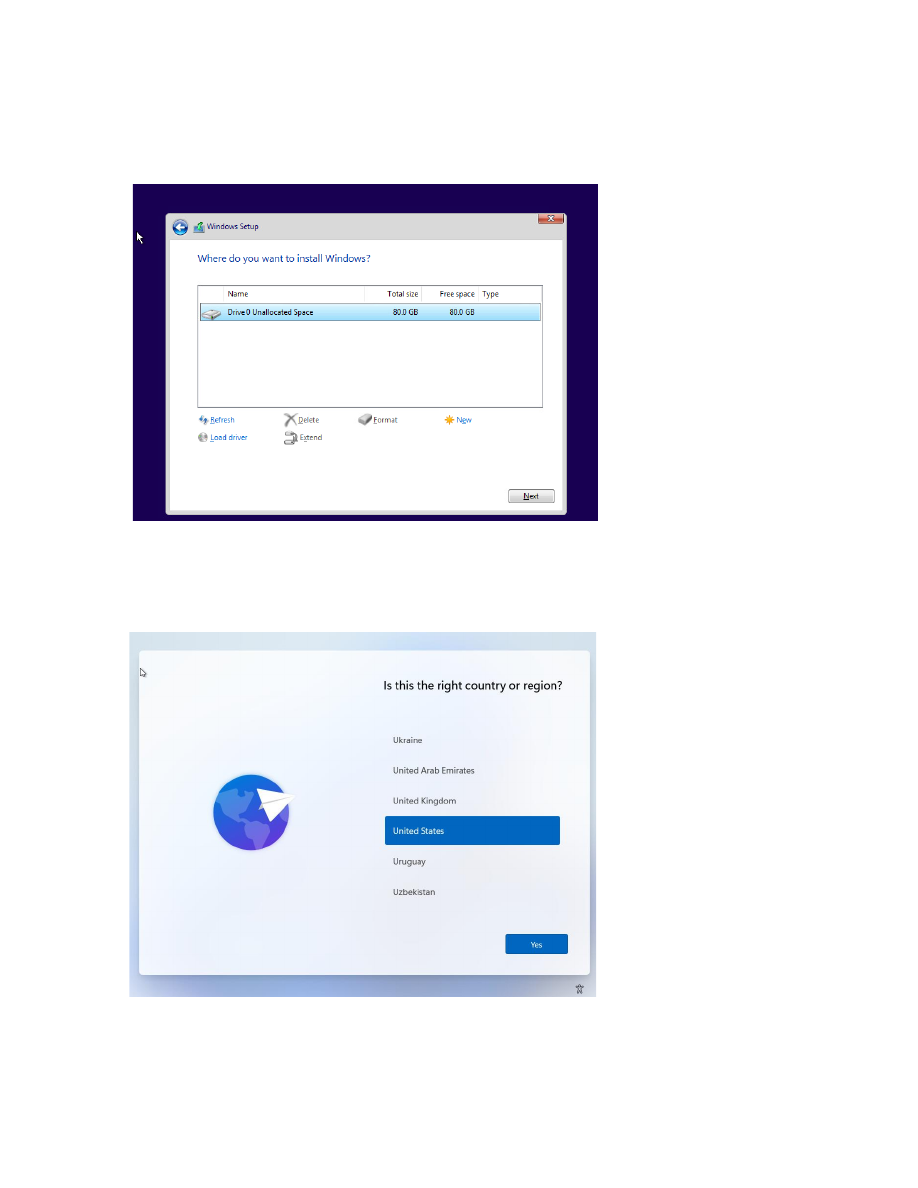 Windows Setup
Where do you want to install Windows?
Name Total size Free space Type
Drive 0 Unallocated Space 80.0 GB 80.0 GB
Refresh Delete Format New
Load driver Extend
Next
Is this the right country or region?
Ukraine
United Arab Emirates
United Kingdom
United States
Uruguay
Uzbekistan
Yes